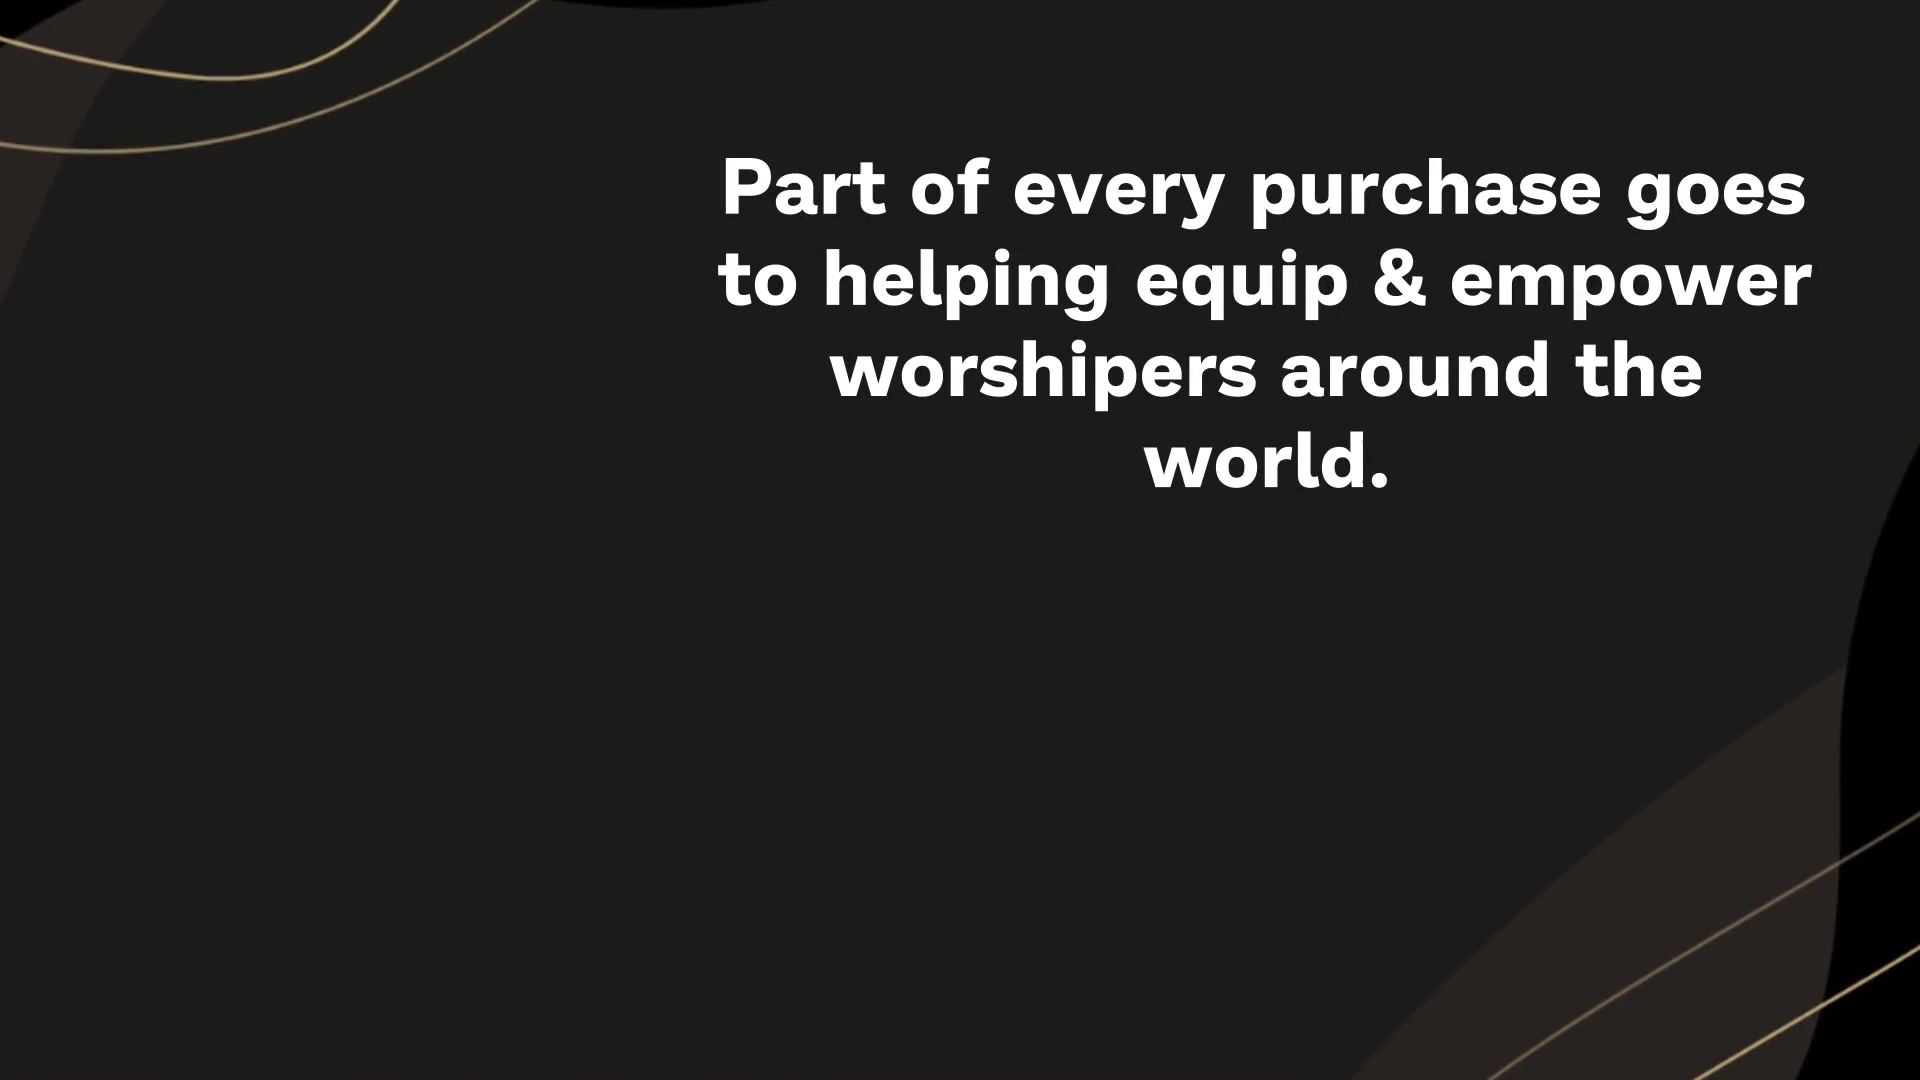 Part of every purchase goes
to helping equip & empower
worshipers around the
world.